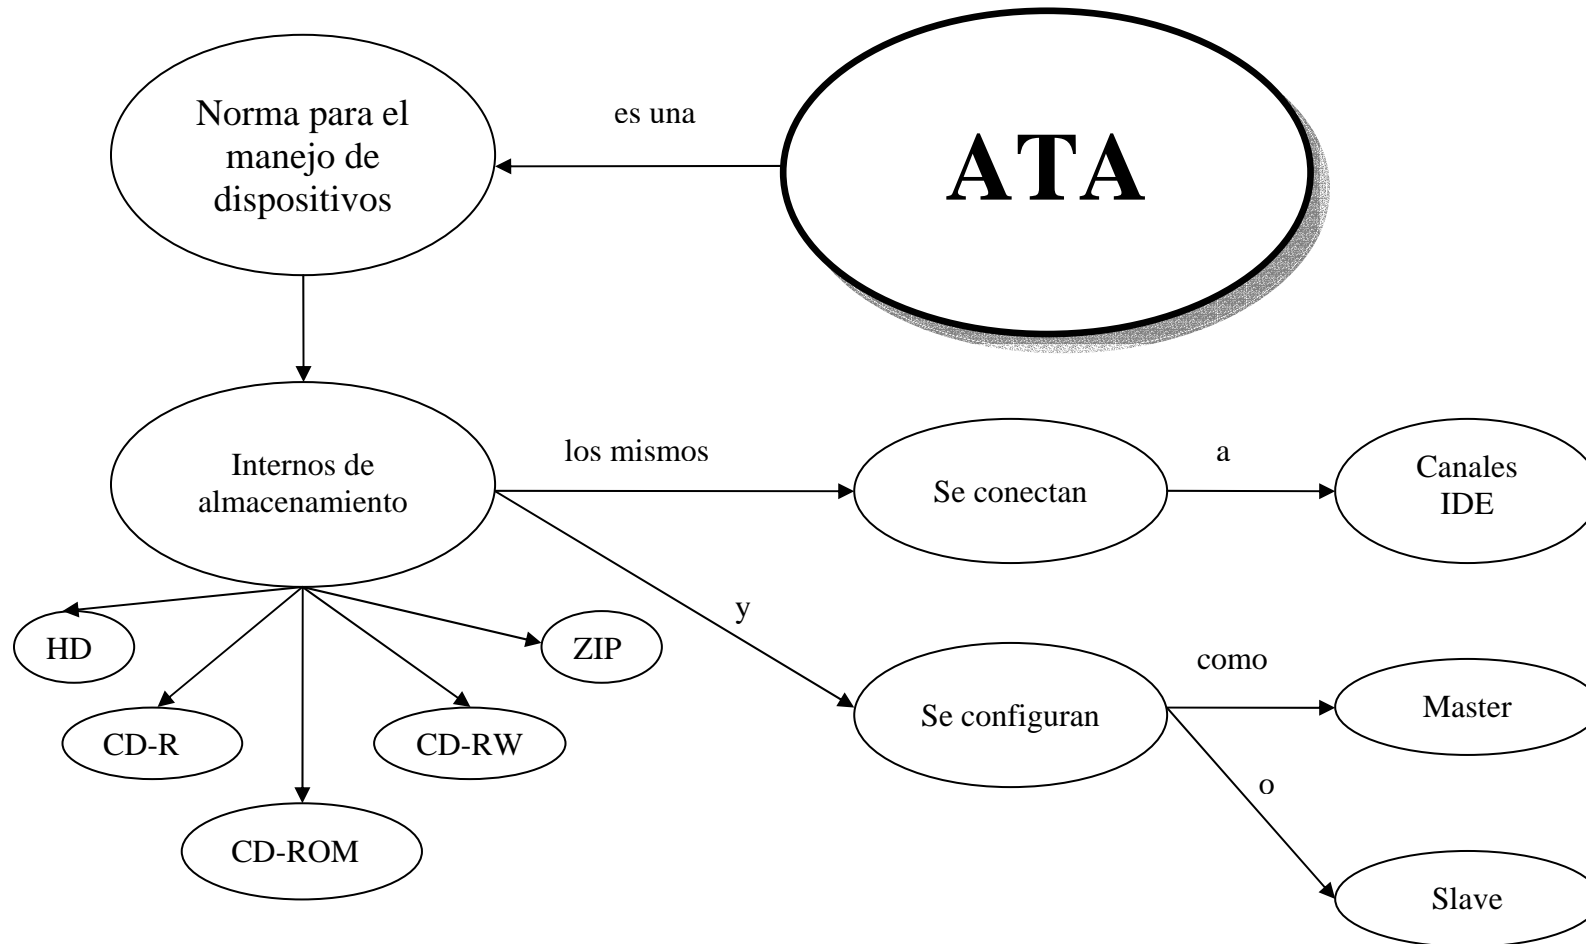 Norma para el
manejo de
dispositivos
es una
ATA
Internos de
almacenamiento
los mismos
Se conectan
a
Canales
IDE
y
HD
ZIP
CD-R
CD-RW
CD-ROM
Se configuran
como
Master
o
Slave